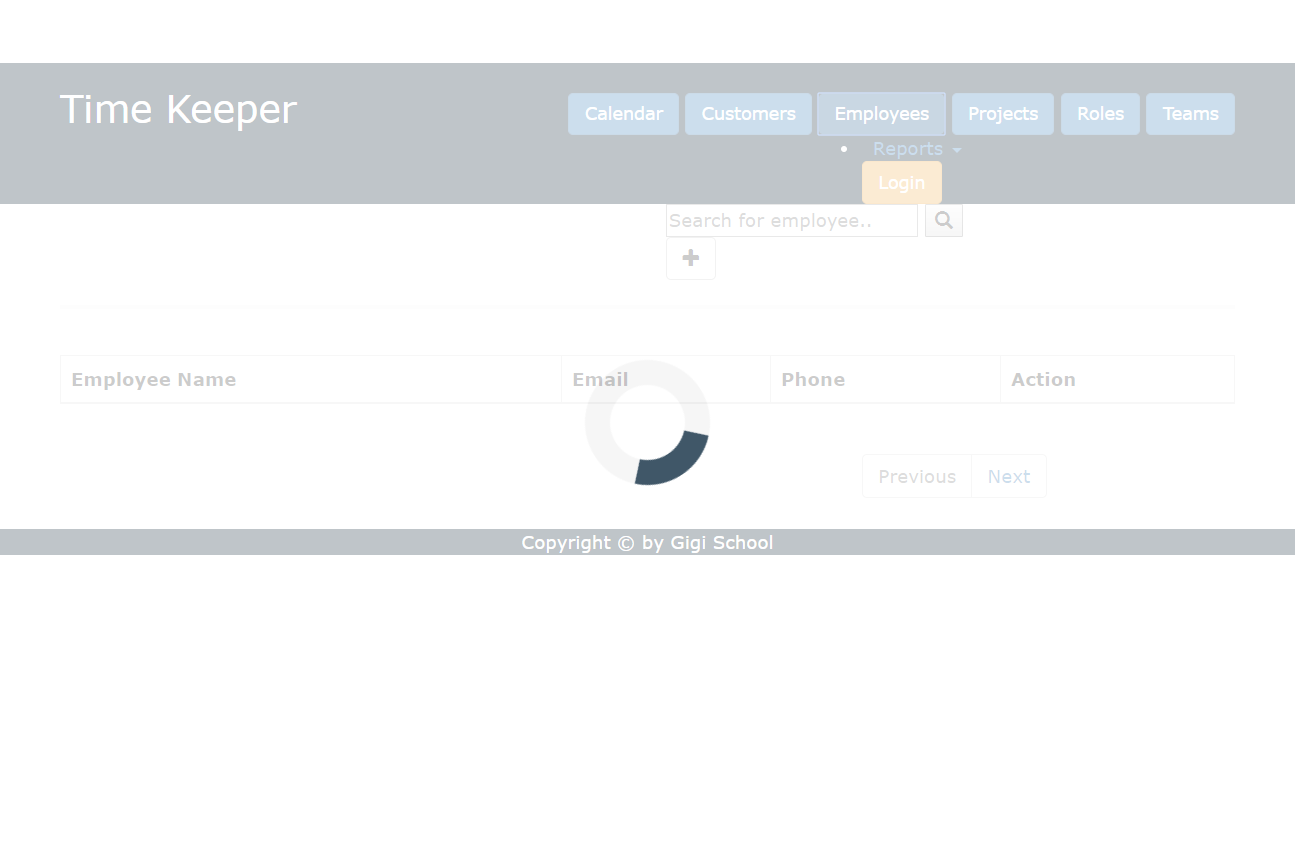 Time Keeper
Calendar Customers Employees Projects Roles Teams
Reports
Login
Search for employee..
Employee Name Email Phone Action
Previous Next
Copyright © by Gigi School